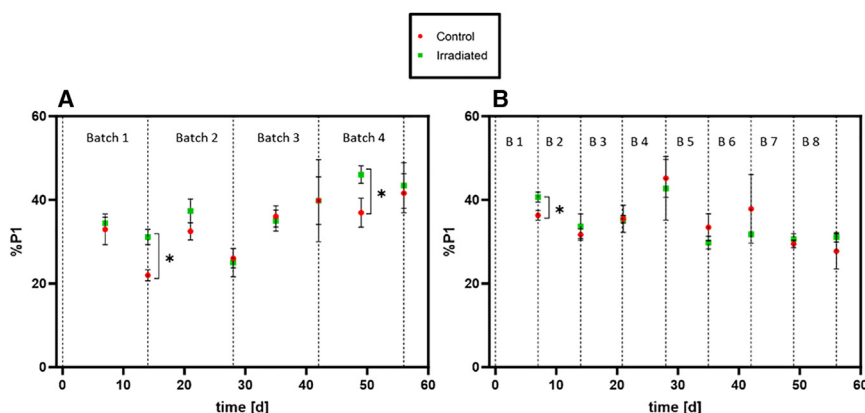 Control
Irradiated
A
B
60
Batch 1 Batch 2 Batch 3 Batch 4
40
%P1
*
*
20
0
0 10 20 30 40 50 60
time [d]
60
B 1 B 2 B 3 B 4 B 5 B 6 B 7 B 8
40
%P1
*
20
0
0 10 20 30 40 50 60
time [d]